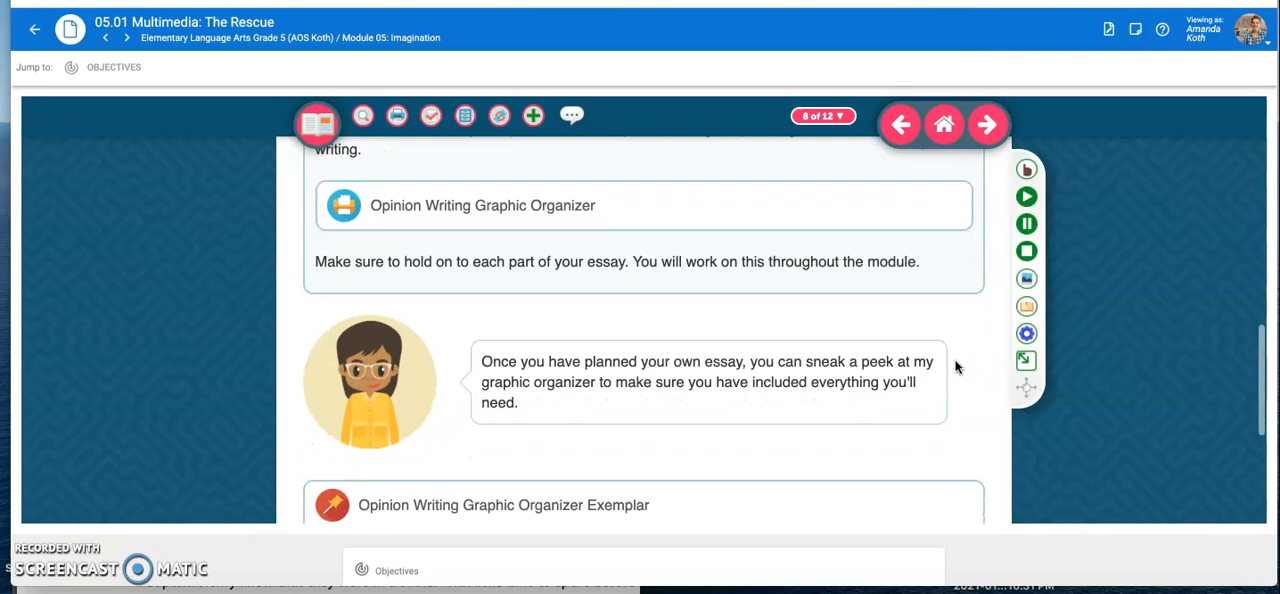 05.01 Multimedia: The Rescue
Elementary Language Arts Grade 5 (AOS Koth) / Module 05: Imagination
Viewing as:
Amanda
Koth
Jump to:
OBJECTIVES
8 of 12 ▼
writing.
Opinion Writing Graphic Organizer
Make sure to hold on to each part of your essay. You will work on this throughout the module.
Once you have planned your own essay, you can sneak a peek at my
graphic organizer to make sure you have included everything you'll
need.
Opinion Writing Graphic Organizer Exemplar
RECORDED WITH
SCREENCAST MATIC
Objectives